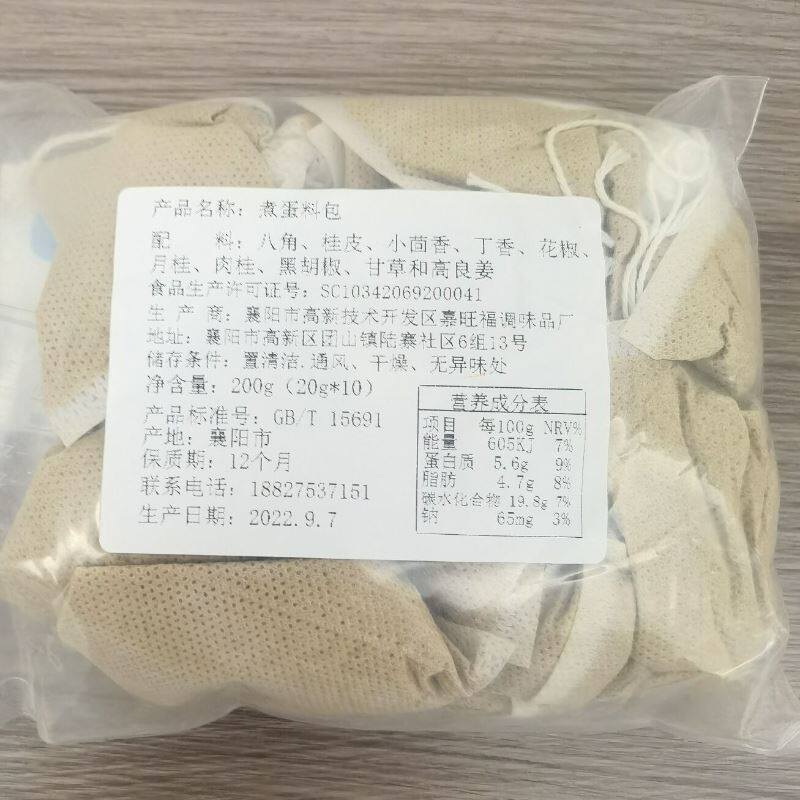 产品名称：煮蛋料包
配　　料：八角、桂皮、小茴香、丁香、花椒、
月桂、肉桂、黑胡椒、甘草和高良姜
食品生产许可证号：SC10342069200041
生 产 商：襄阳市高新技术开发区嘉旺福调味品厂
地址：襄阳市高新区团山镇陆寨社区6组13号
储存条件：置清洁.通风、干燥、无异味处
净含量：200g（20g*10）
产品标准号：GB/T 15691
产地：襄阳市
保质期：12个月
联系电话：18827537151
生产日期：2022.9.7
营养成分表
项目 每100g NRV%
能量 605KJ 7%
蛋白质 5.6g 9%
脂肪 4.7g 8%
碳水化合物 19.8g 7%
钠 65mg 3%